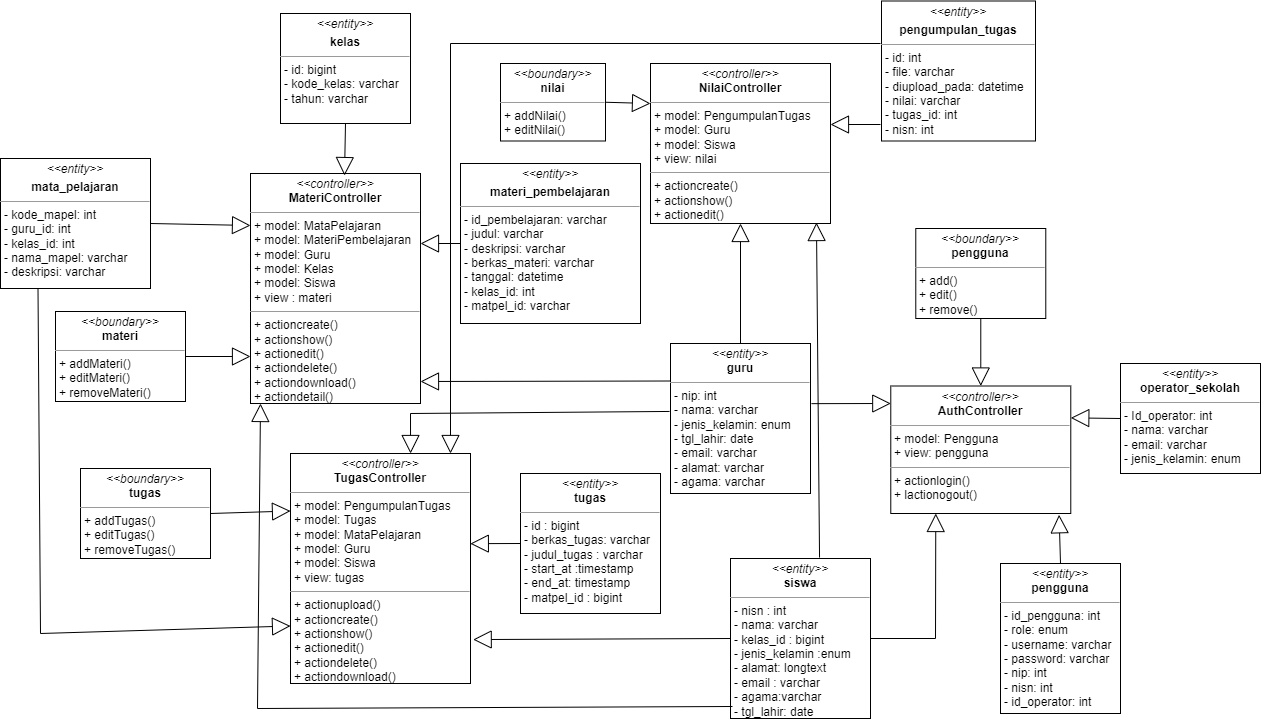 <<entity>>
kelas
- id: bigint
- kode_kelas: varchar
- tahun: varchar
<<entity>>
pengumpulan_tugas
- id: int
- file: varchar
- diupload_pada: datetime
- nilai: varchar
- tugas_id: int
- nisn: int
<<boundary>>
nilai
+ addNilai()
+ editNilai()
<<controller>>
NilaiController
+ model: PengumpulanTugas
+ model: Guru
+ model: Siswa
+ view: nilai
+ actioncreate()
+ actionshow()
+ actionedit()
<<entity>>
mata_pelajaran
- kode_mapel: int
- guru_id: int
- kelas_id: int
- nama_mapel: varchar
- deskripsi: varchar
<<controller>>
MateriController
+ model: MataPelajaran
+ model: MateriPembelajaran
+ model: Guru
+ model: Kelas
+ model: Siswa
+ view : materi
+ actioncreate()
+ actionshow()
+ actionedit()
+ actiondelete()
+ actiondownload()
+ actiondetail()
<<entity>>
materi_pembelajaran
- id_pembelajaran: varchar
- judul: varchar
- deskripsi: varchar
- berkas_materi: varchar
- tanggal: datetime
- kelas_id: int
- matpel_id: varchar
<<boundary>>
pengguna
+ add()
+ edit()
+ remove()
<<boundary>>
materi
+ addMateri()
+ editMateri()
+ removeMateri()
<<entity>>
guru
- nip: int
- nama: varchar
- jenis_kelamin: enum
- tgl_lahir: date
- email: varchar
- alamat: varchar
- agama: varchar
<<controller>>
AuthController
+ model: Pengguna
+ view: pengguna
+ actionlogin()
+ lactionogout()
<<entity>>
operator_sekolah
- Id_operator: int
- nama: varchar
- email: varchar
- jenis_kelamin: enum
<<boundary>>
tugas
+ addTugas()
+ editTugas()
+ removeTugas()
<<controller>>
TugasController
+ model: PengumpulanTugas
+ model: Tugas
+ model: MataPelajaran
+ model: Guru
+ model: Siswa
+ view: tugas
+ actionupload()
+ actioncreate()
+ actionshow()
+ actionedit()
+ actiondelete()
+ actiondownload()
<<entity>>
tugas
- id : bigint
- berkas_tugas: varchar
- judul_tugas : varchar
- start_at :timestamp
- end_at: timestamp
- matpel_id : bigint
<<entity>>
siswa
- nisn : int
- nama: varchar
- kelas_id : bigint
- jenis_kelamin :enum
- alamat: longtext
- email : varchar
- agama:varchar
- tgl_lahir: date
<<entity>>
pengguna
- id_pengguna: int
- role: enum
- username: varchar
- password: varchar
- nip: int
- nisn: int
- id_operator: int